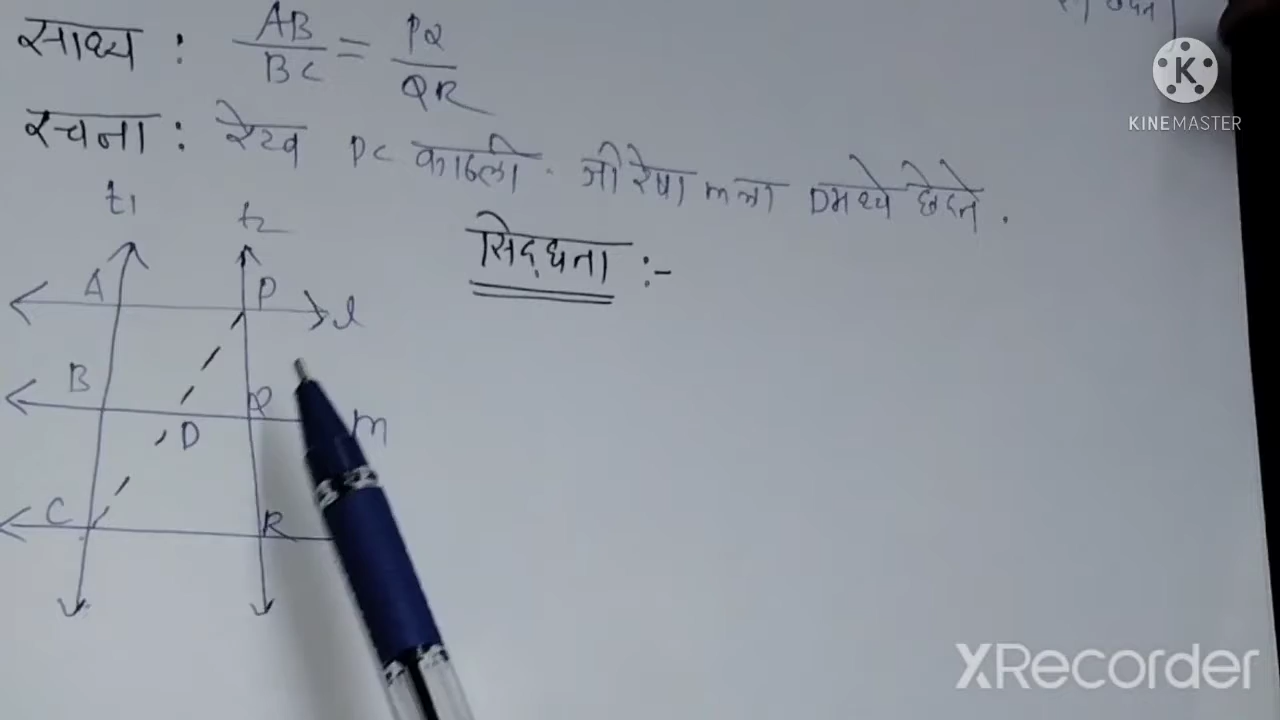 साध्य : AB/BC = PQ/QR
रचना : रेख PC काढली . जी रेषा m ला D मध्ये छेदते .
सिद्धता :-
t1
t2
A
P
l
B
Q
D
m
C
R
K
KINEMASTER
XRecorder